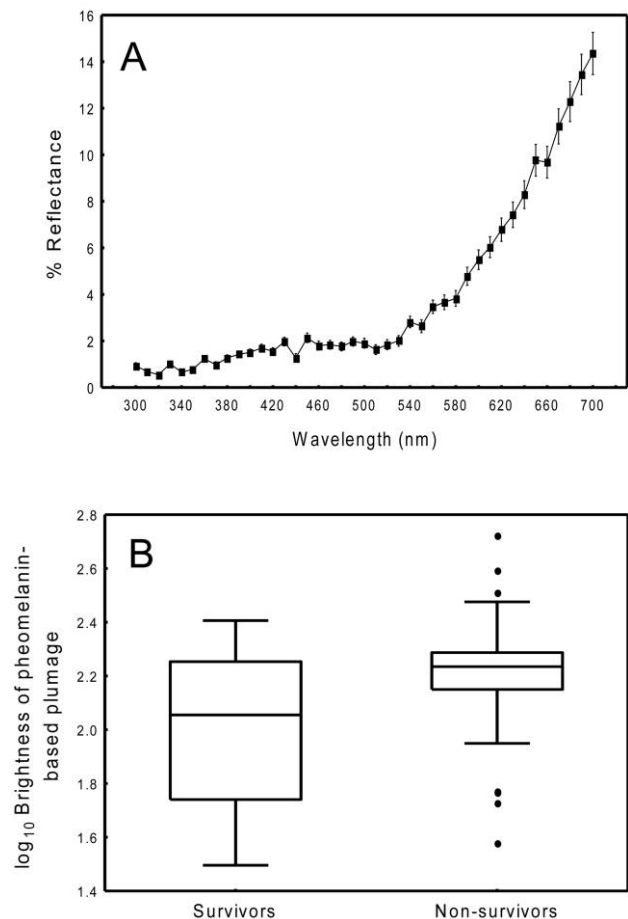 A
% Reflectance
16
14
12
10
8
6
4
2
0
300 340 380 420 460 500 540 580 620 660 700
Wavelength (nm)
B
log10 Brightness of pheomelanin-
based plumage
2.8
2.6
2.4
2.2
2.0
1.8
1.6
1.4
Survivors Non-survivors